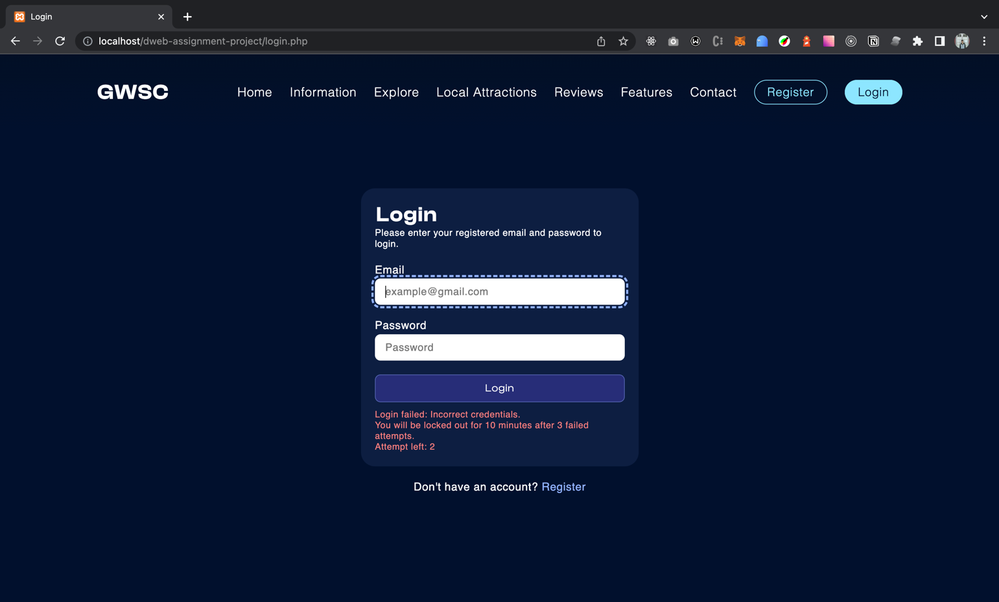 Login
localhost/dweb-assignment-project/login.php
GWSC
Home Information Explore Local Attractions Reviews Features Contact Register Login
Login
Please enter your registered email and password to
login.
Email
example@gmail.com
Password
Password
Login
Login failed: Incorrect credentials.
You will be locked out for 10 minutes after 3 failed
attempts.
Attempt left: 2
Don't have an account? Register